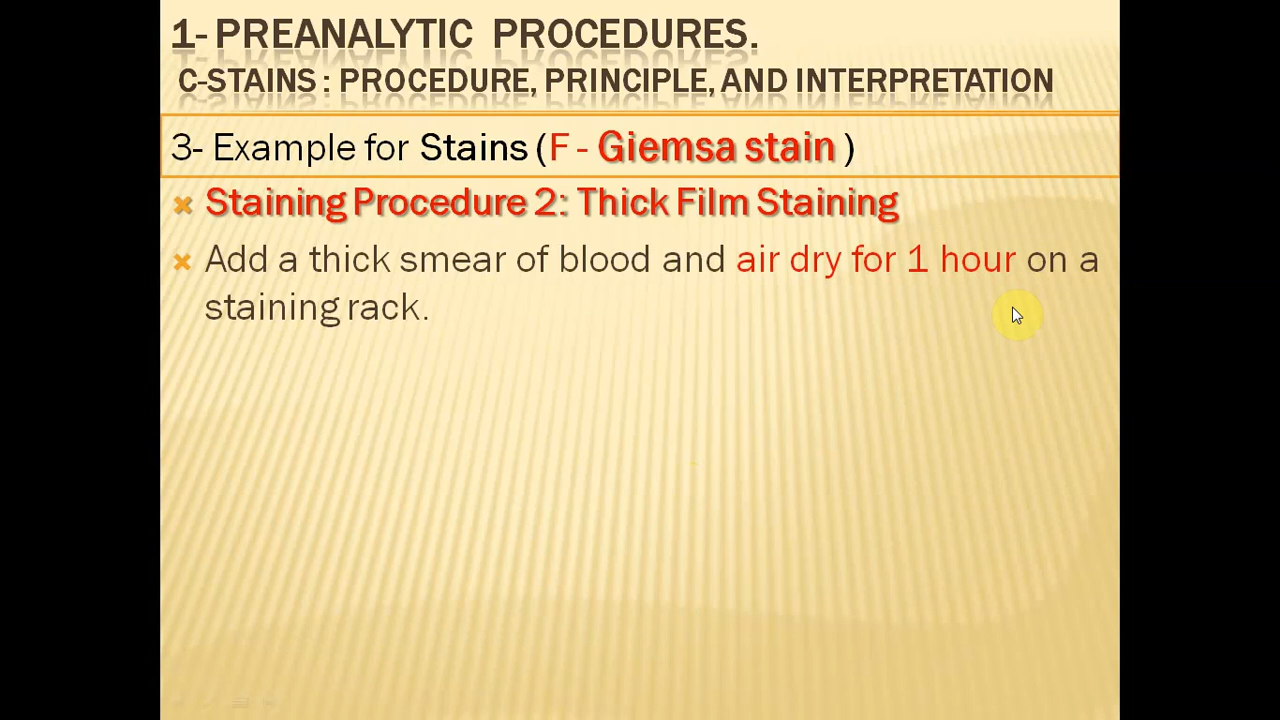 1- PREANALYTIC PROCEDURES.
C-STAINS : PROCEDURE, PRINCIPLE, AND INTERPRETATION
3- Example for Stains (F - Giemsa stain )
Staining Procedure 2: Thick Film Staining
Add a thick smear of blood and air dry for 1 hour on a
staining rack.